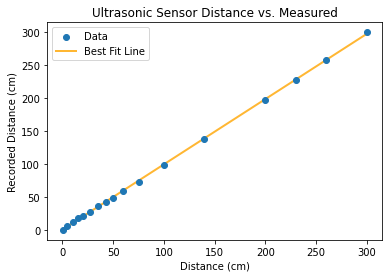 Ultrasonic Sensor Distance vs. Measured
Data
Best Fit Line
Recorded Distance (cm)
300
250
200
150
100
50
0
0 50 100 150 200 250 300
Distance (cm)